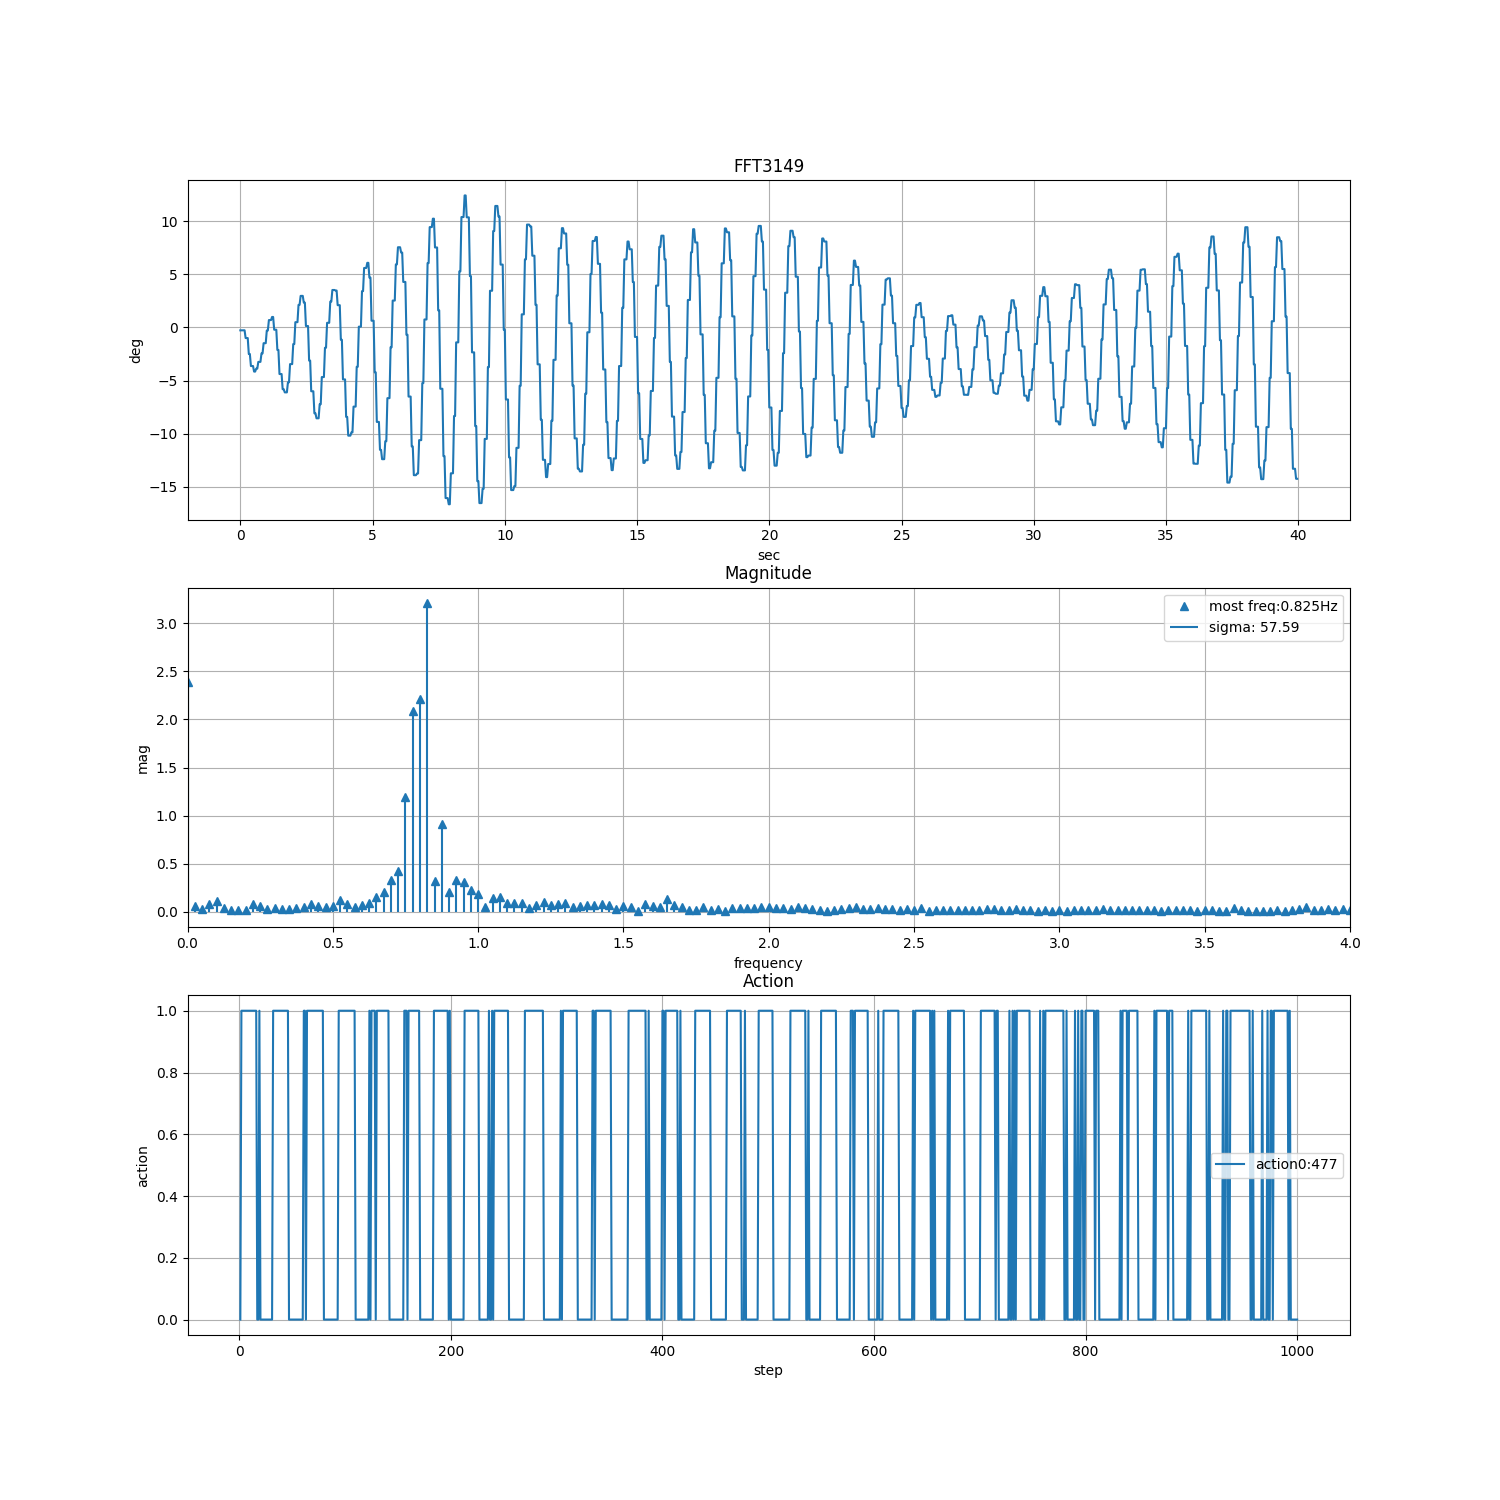 FFT3149
10
5
0
−5
−10
−15
deg
0 5 10 15 20 25 30 35 40
sec
Magnitude
most freq:0.825Hz
sigma: 57.59
3.0
2.5
2.0
1.5
1.0
0.5
0.0
mag
0.0 0.5 1.0 1.5 2.0 2.5 3.0 3.5 4.0
frequency
Action
1.0
0.8
0.6
0.4
0.2
0.0
action
action0:477
0 200 400 600 800 1000
step